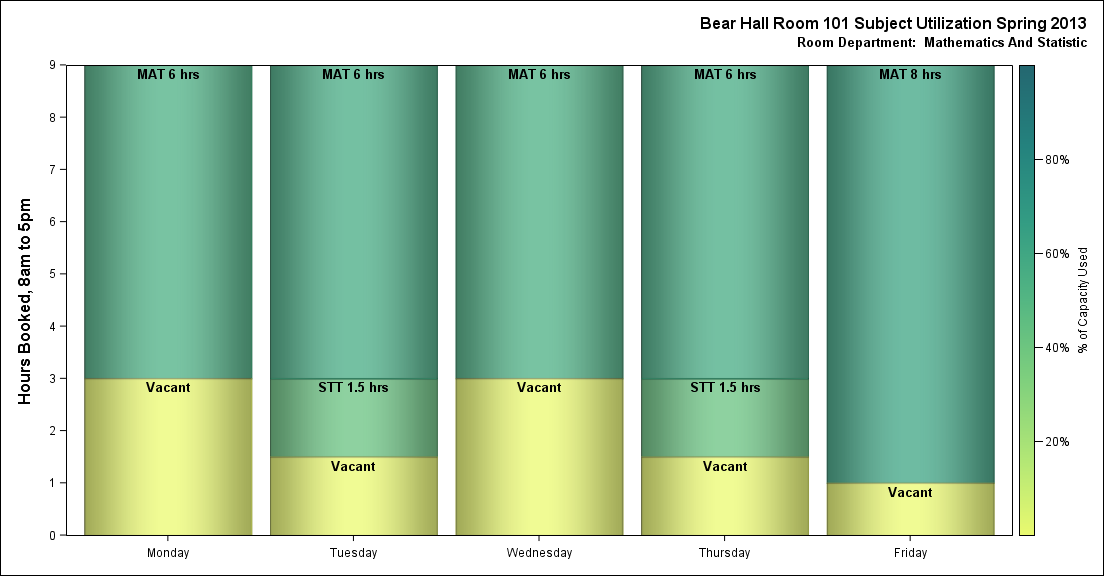 Bear Hall Room 101 Subject Utilization Spring 2013
Room Department:  Mathematics And Statistic
Hours Booked, 8am to 5pm
9
8
7
6
5
4
3
2
1
0
MAT 6 hrs
MAT 6 hrs
MAT 6 hrs
MAT 6 hrs
MAT 8 hrs
Vacant
STT 1.5 hrs
Vacant
STT 1.5 hrs
Vacant
Vacant
Vacant
Monday
Tuesday
Wednesday
Thursday
Friday
80%
60%
40%
20%
% of Capacity Used